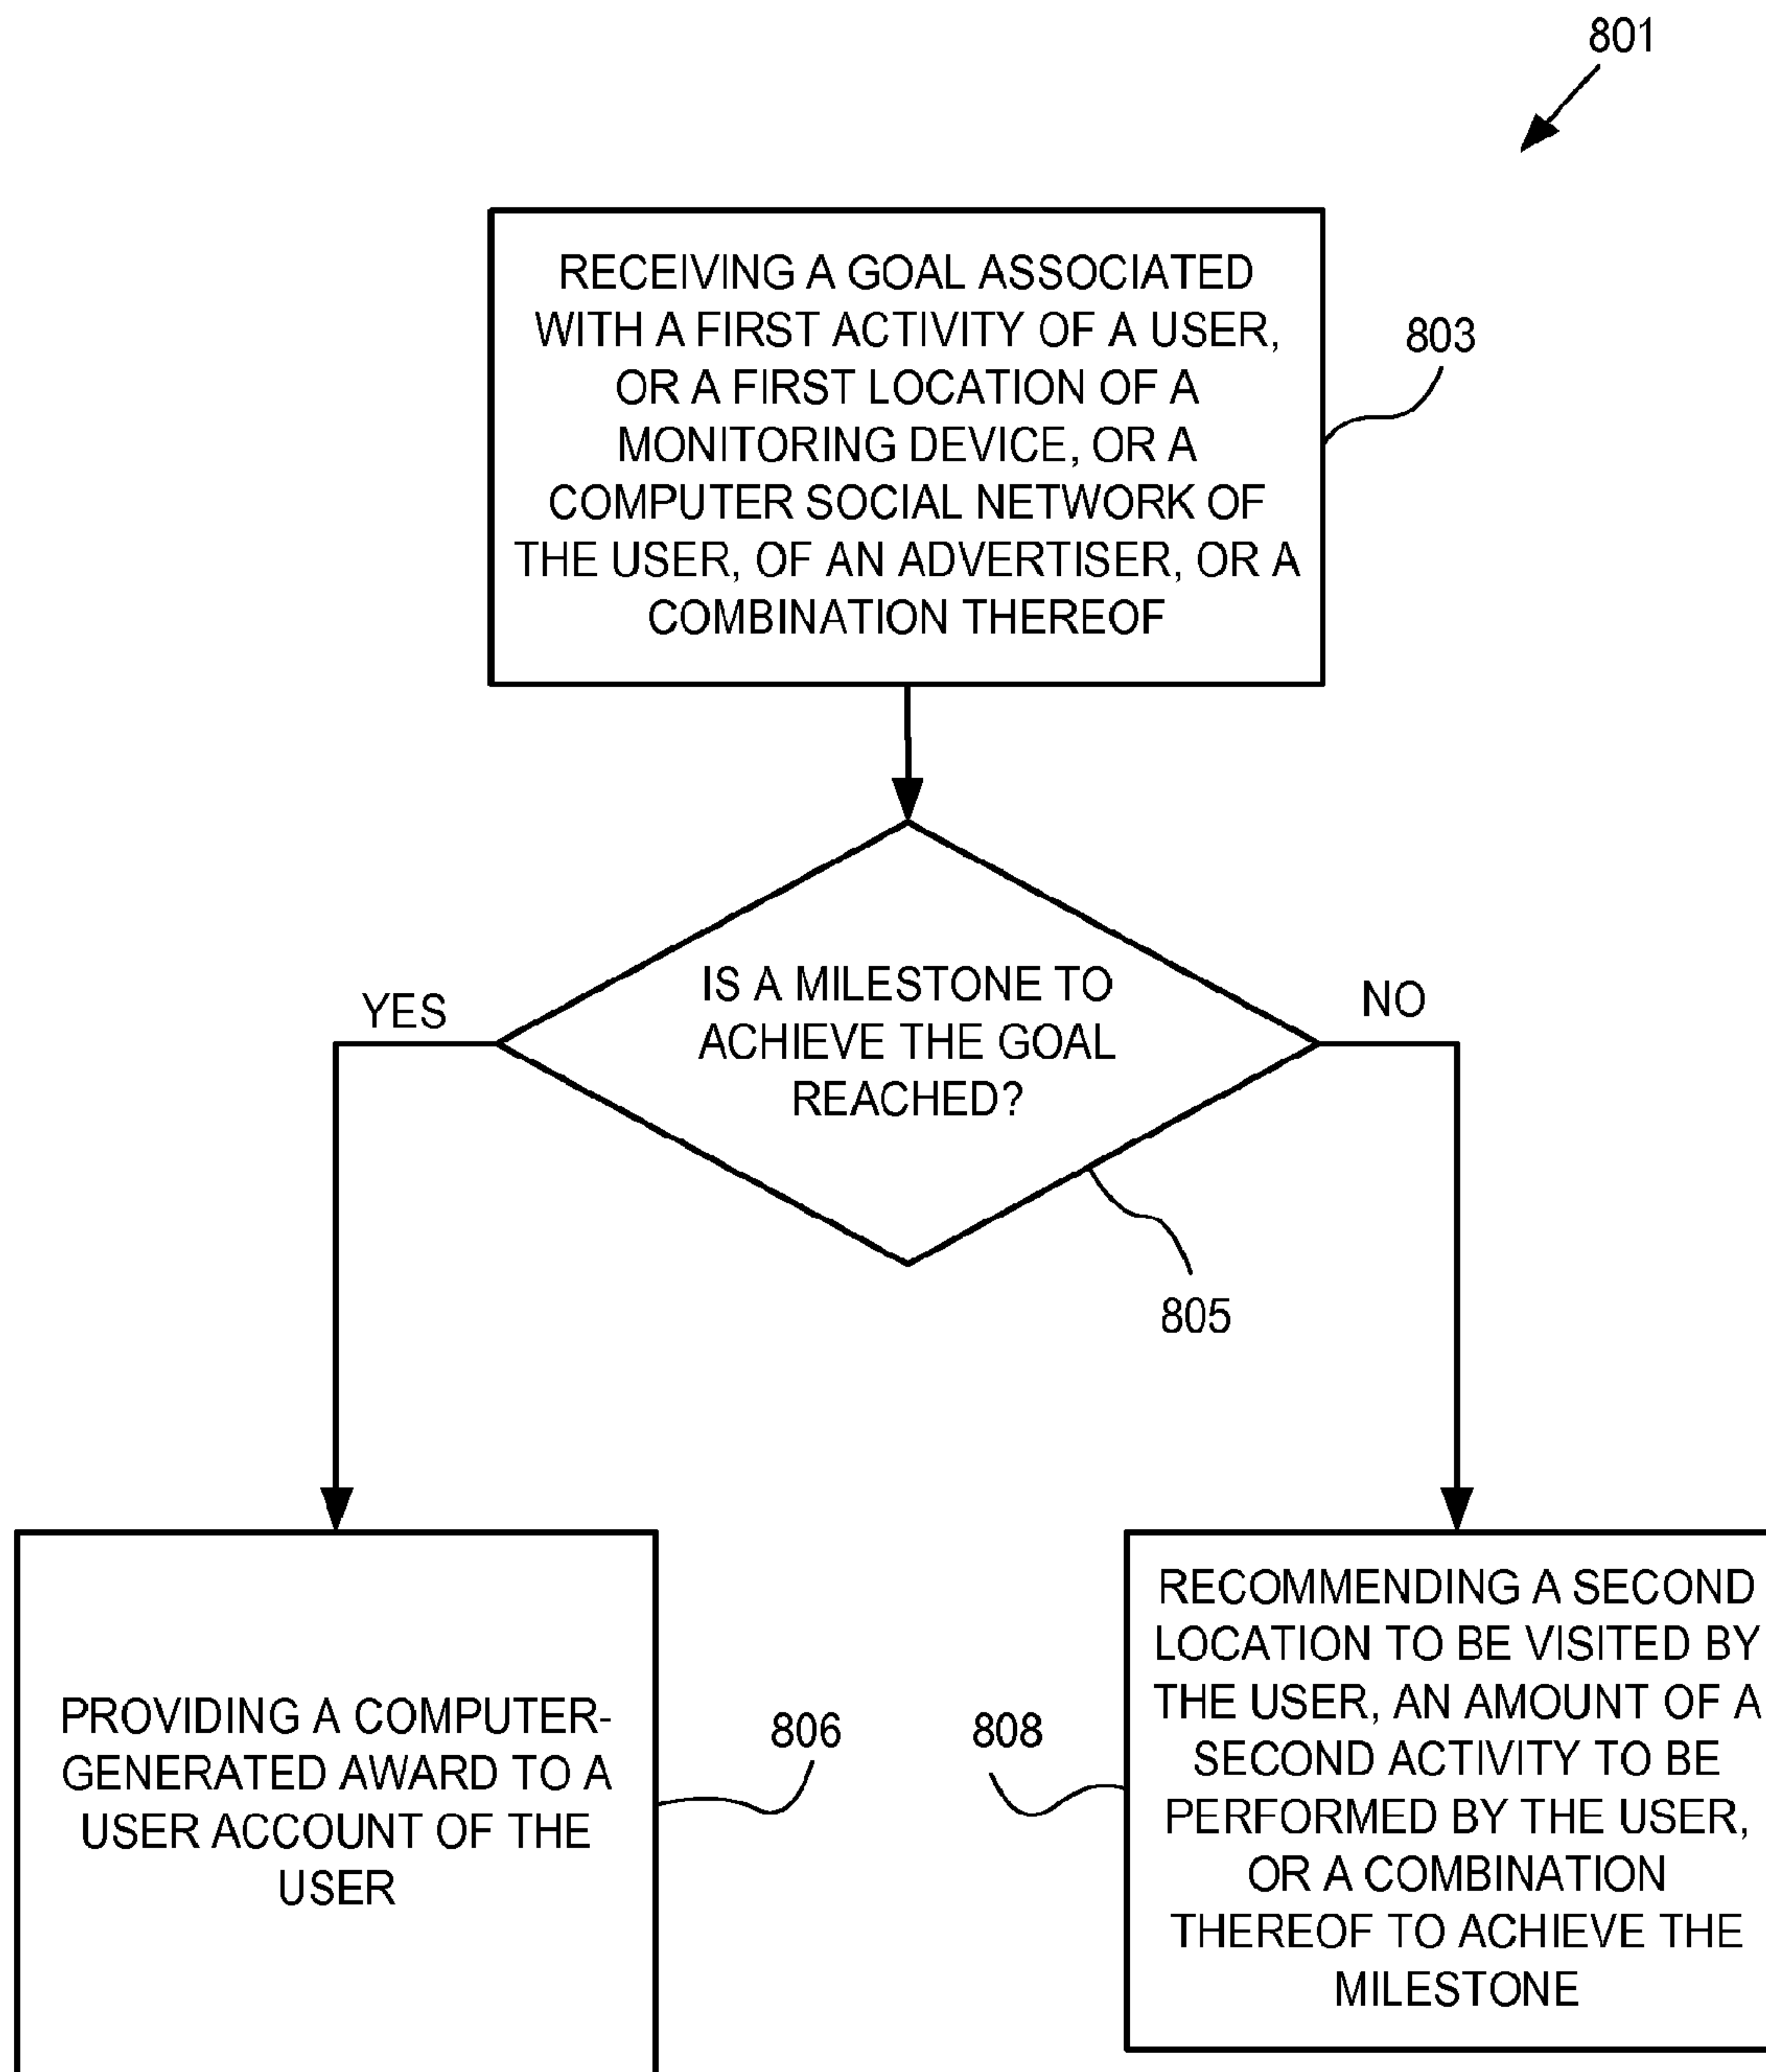 801
RECEIVING A GOAL ASSOCIATED
WITH A FIRST ACTIVITY OF A USER,
OR A FIRST LOCATION OF A
MONITORING DEVICE, OR A
COMPUTER SOCIAL NETWORK OF
THE USER, OF AN ADVERTISER, OR A
COMBINATION THEREOF
803
IS A MILESTONE TO
ACHIEVE THE GOAL
REACHED?
YES
NO
805
PROVIDING A COMPUTER-
GENERATED AWARD TO A
USER ACCOUNT OF THE
USER
806
808
RECOMMENDING A SECOND
LOCATION TO BE VISITED BY
THE USER, AN AMOUNT OF A
SECOND ACTIVITY TO BE
PERFORMED BY THE USER,
OR A COMBINATION
THEREOF TO ACHIEVE THE
MILESTONE